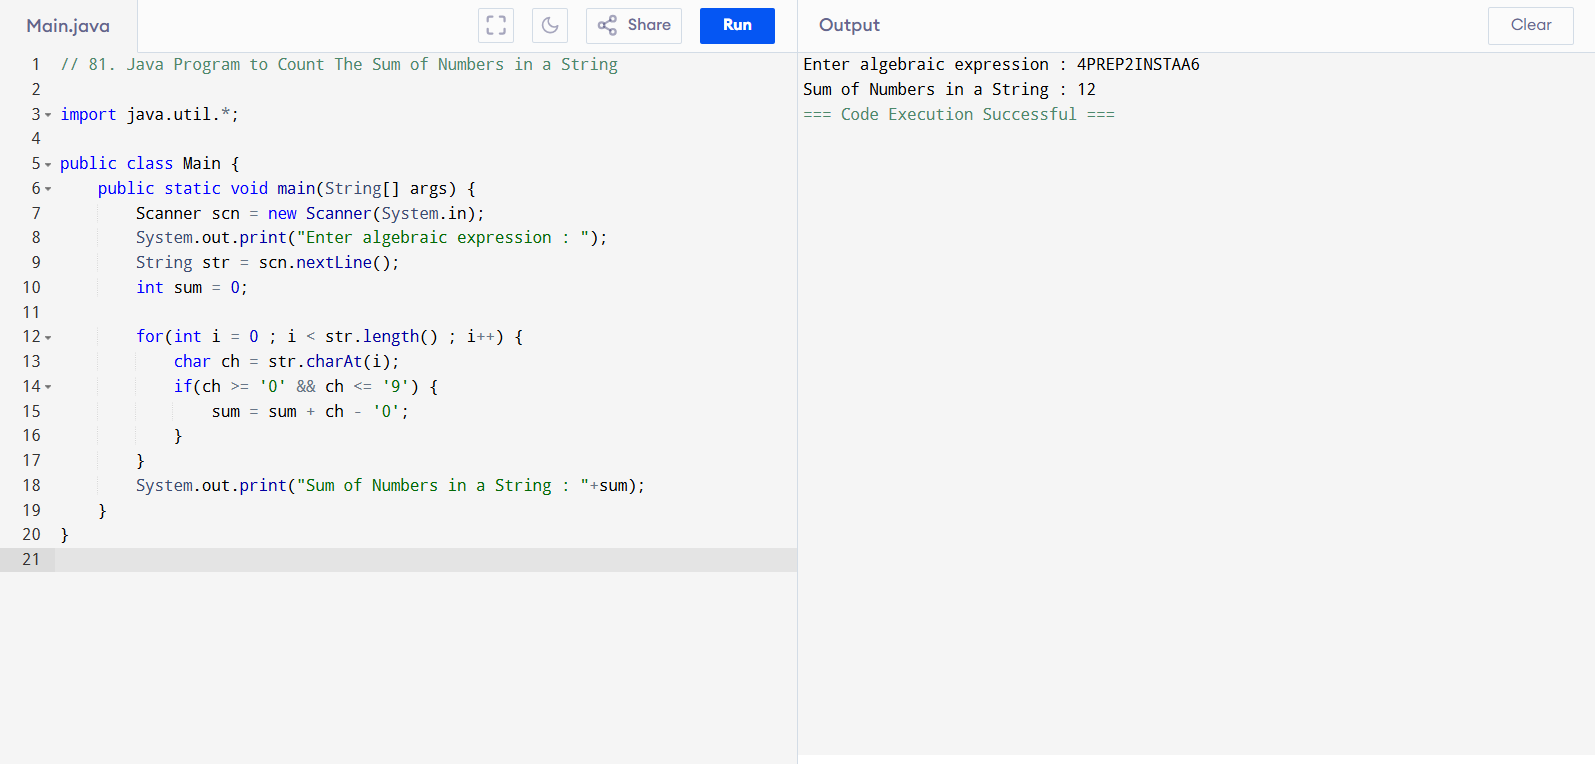 Main.java
Share
Run
Output
Clear
1 // 81. Java Program to Count The Sum of Numbers in a String
2
3 import java.util.*;
4
5 public class Main {
6     public static void main(String[] args) {
7         Scanner scn = new Scanner(System.in);
8         System.out.print("Enter algebraic expression : ");
9         String str = scn.nextLine();
10         int sum = 0;
11
12         for(int i = 0 ; i < str.length() ; i++) {
13             char ch = str.charAt(i);
14             if(ch >= '0' && ch <= '9') {
15                 sum = sum + ch - '0';
16             }
17         }
18         System.out.print("Sum of Numbers in a String : "+sum);
19     }
20 }
21
Enter algebraic expression : 4PREP2INSTAA6
Sum of Numbers in a String : 12
=== Code Execution Successful ===